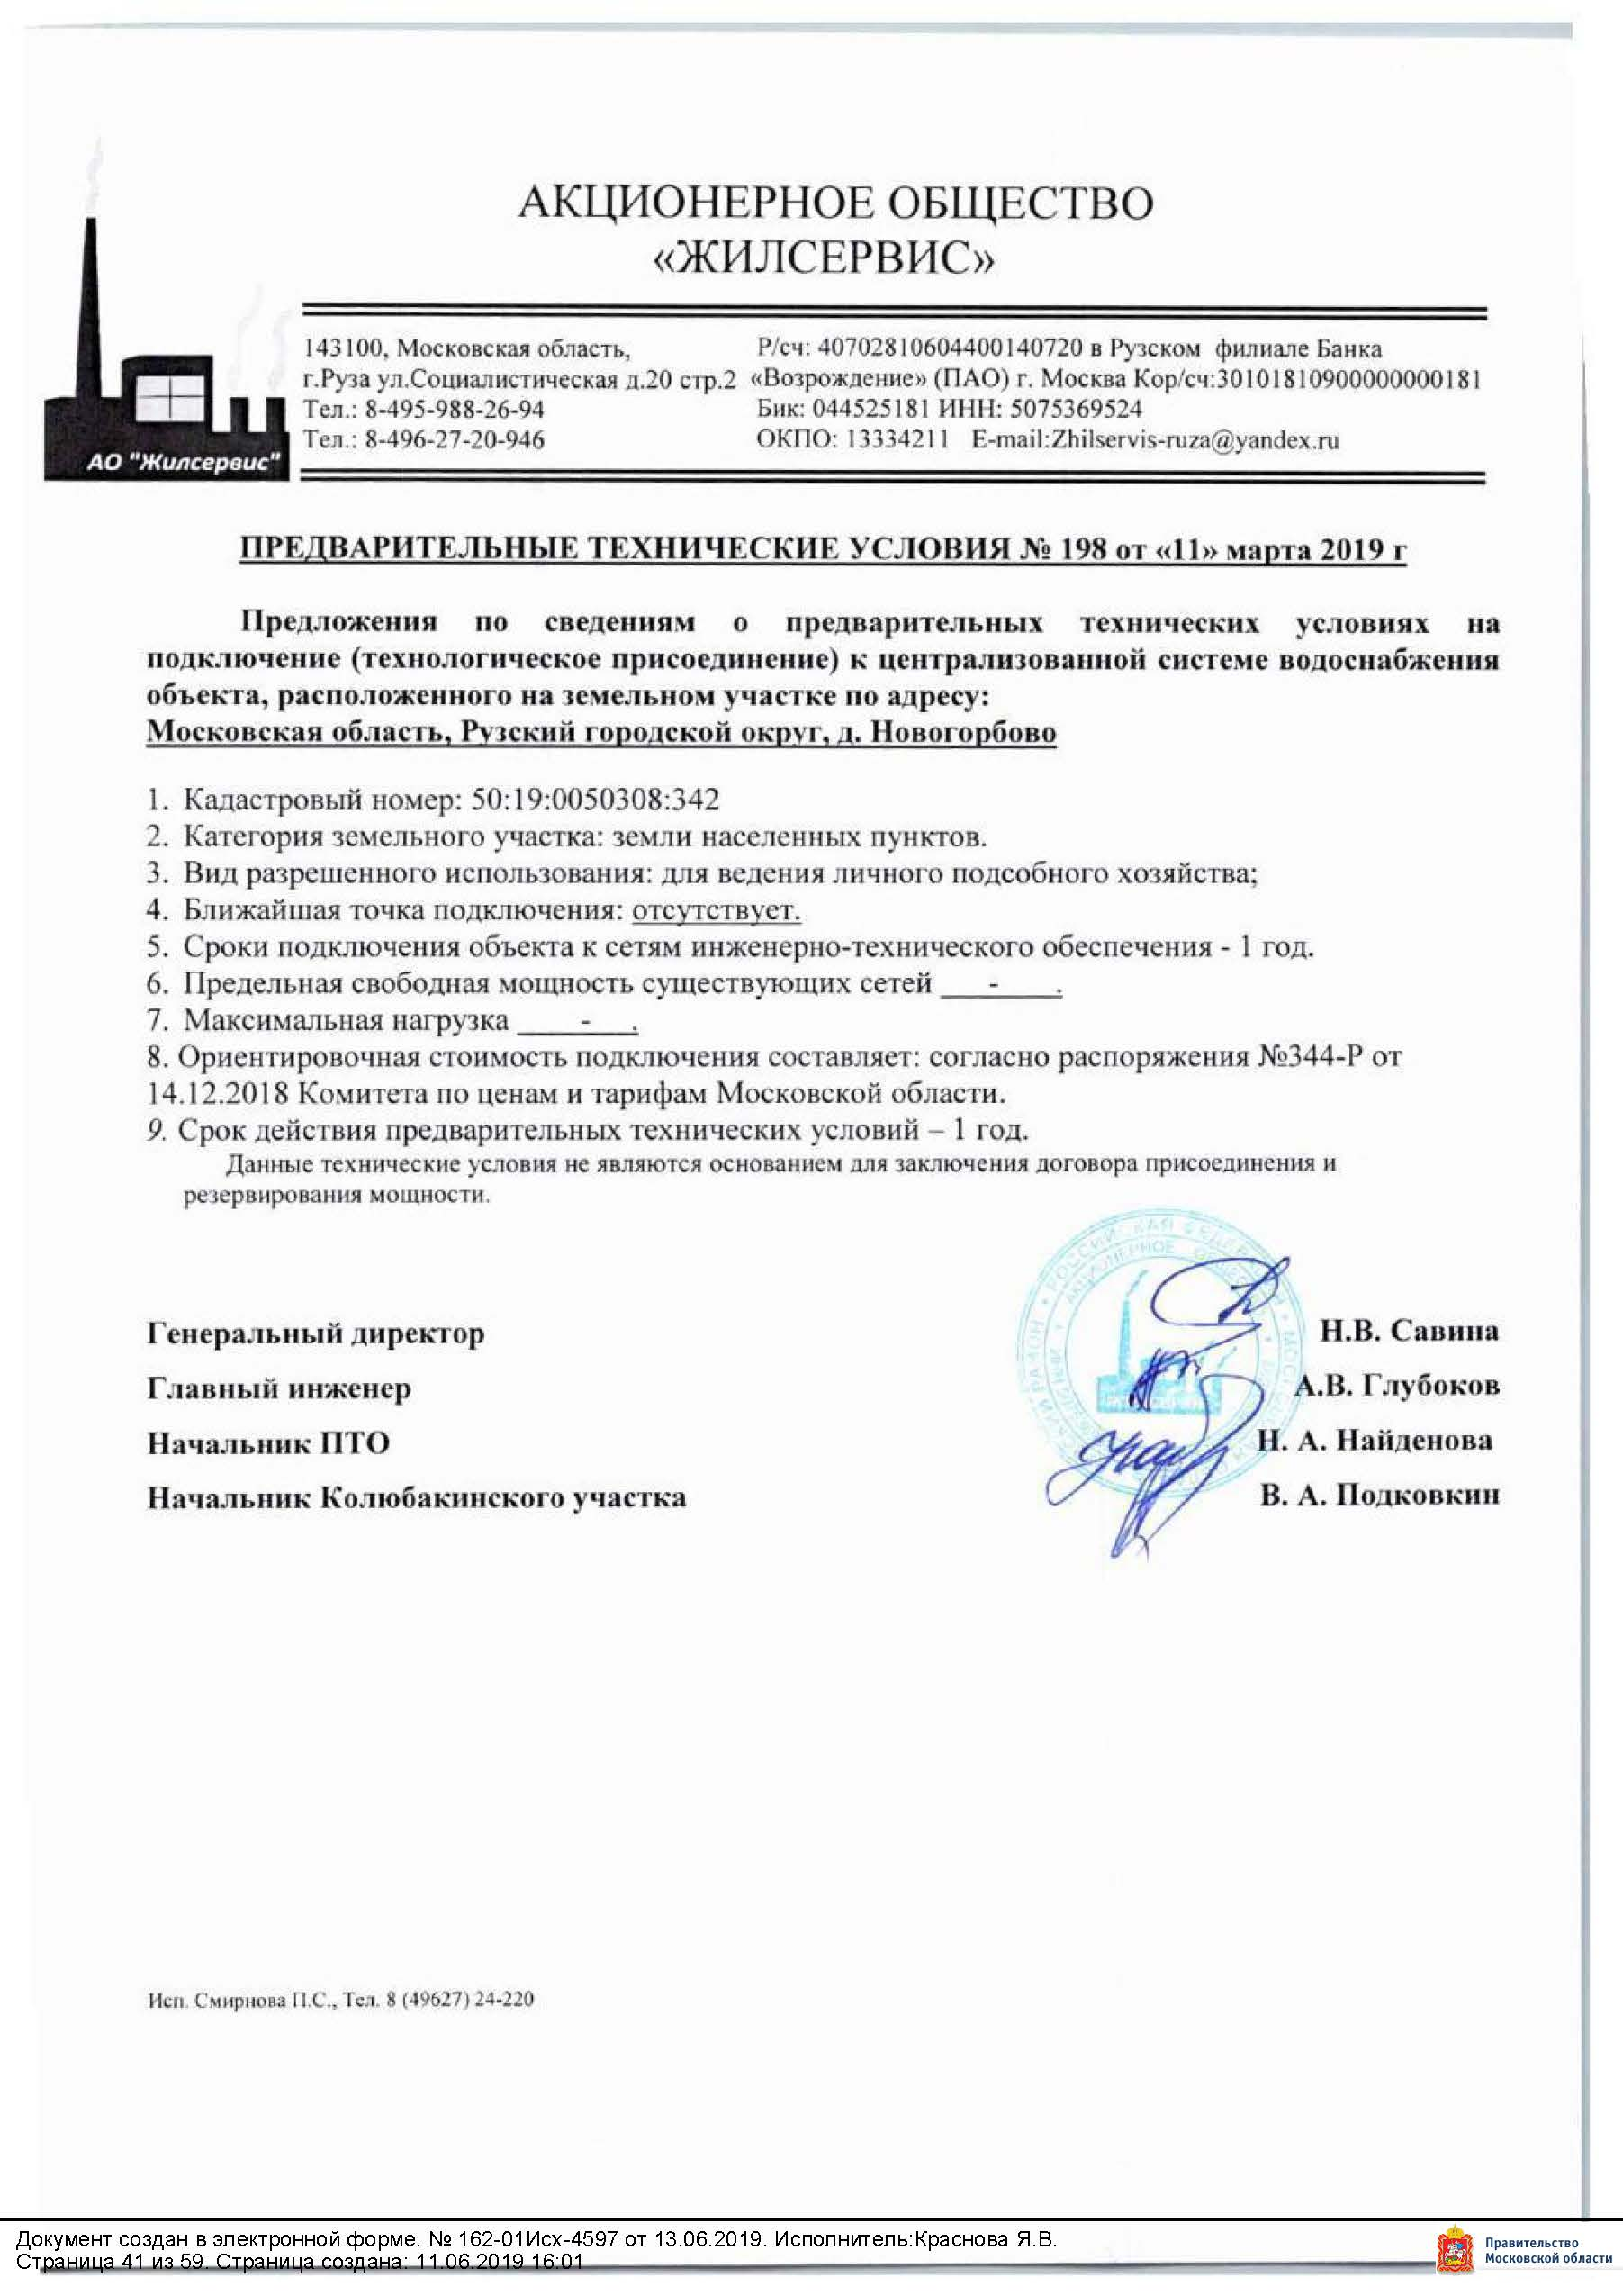 АКЦИОНЕРНОЕ ОБЩЕСТВО
«ЖИЛСЕРВИС»
143100, Московская область,
г.Руза ул.Социалистическая д.20 стр.2
Тел.: 8-495-988-26-94
Тел.: 8-496-27-20-946
Р/сч: 40702810604400140720 в Рузском филиале Банка
«Возрождение» (ПАО) г. Москва Кор/сч:30101810900000000181
Бик: 044525181 ИНН: 5075369524
ОКПО: 13334211 E-mail:Zhilservis-ruza@yandex.ru
АО "Жилсервис"
ПРЕДВАРИТЕЛЬНЫЕ ТЕХНИЧЕСКИЕ УСЛОВИЯ № 198 от «11» марта 2019 г
Предложения по сведениям о предварительных технических условиях на
подключение (технологическое присоединение) к централизованной системе водоснабжения
объекта, расположенного на земельном участке по адресу:
Московская область, Рузский городской округ, д. Новогорбово
1. Кадастровый номер: 50:19:0050308:342
2. Категория земельного участка: земли населенных пунктов.
3. Вид разрешенного использования: для ведения личного подсобного хозяйства;
4. Ближайшая точка подключения: отсутствует.
5. Сроки подключения объекта к сетям инженерно-технического обеспечения - 1 год.
6. Предельная свободная мощность существующих сетей ___-____.
7. Максимальная нагрузка ____-___.
8. Ориентировочная стоимость подключения составляет: согласно распоряжения №344-Р от
14.12.2018 Комитета по ценам и тарифам Московской области.
9. Срок действия предварительных технических условий – 1 год.
Данные технические условия не являются основанием для заключения договора присоединения и
резервирования мощности.
Генеральный директор Н.В. Савина
Главный инженер А.В. Глубоков
Начальник ПТО Н. А. Найденова
Начальник Колюбакинского участка В. А. Подковкин
Исп. Смирнова П.С., Тел. 8 (49627) 24-220
Документ создан в электронной форме. № 162-01Исх-4597 от 13.06.2019. Исполнитель:Краснова Я.В.
Страница 41 из 59. Страница создана: 11.06.2019 16:01
Правительство
Московской области